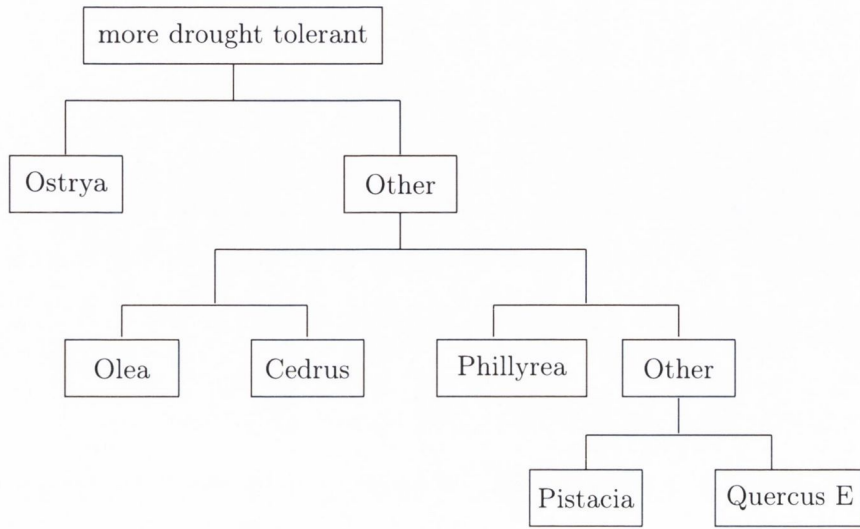 more drought tolerant
Ostrya
Other
Olea
Cedrus
Phillyrea
Other
Pistacia
Quercus E